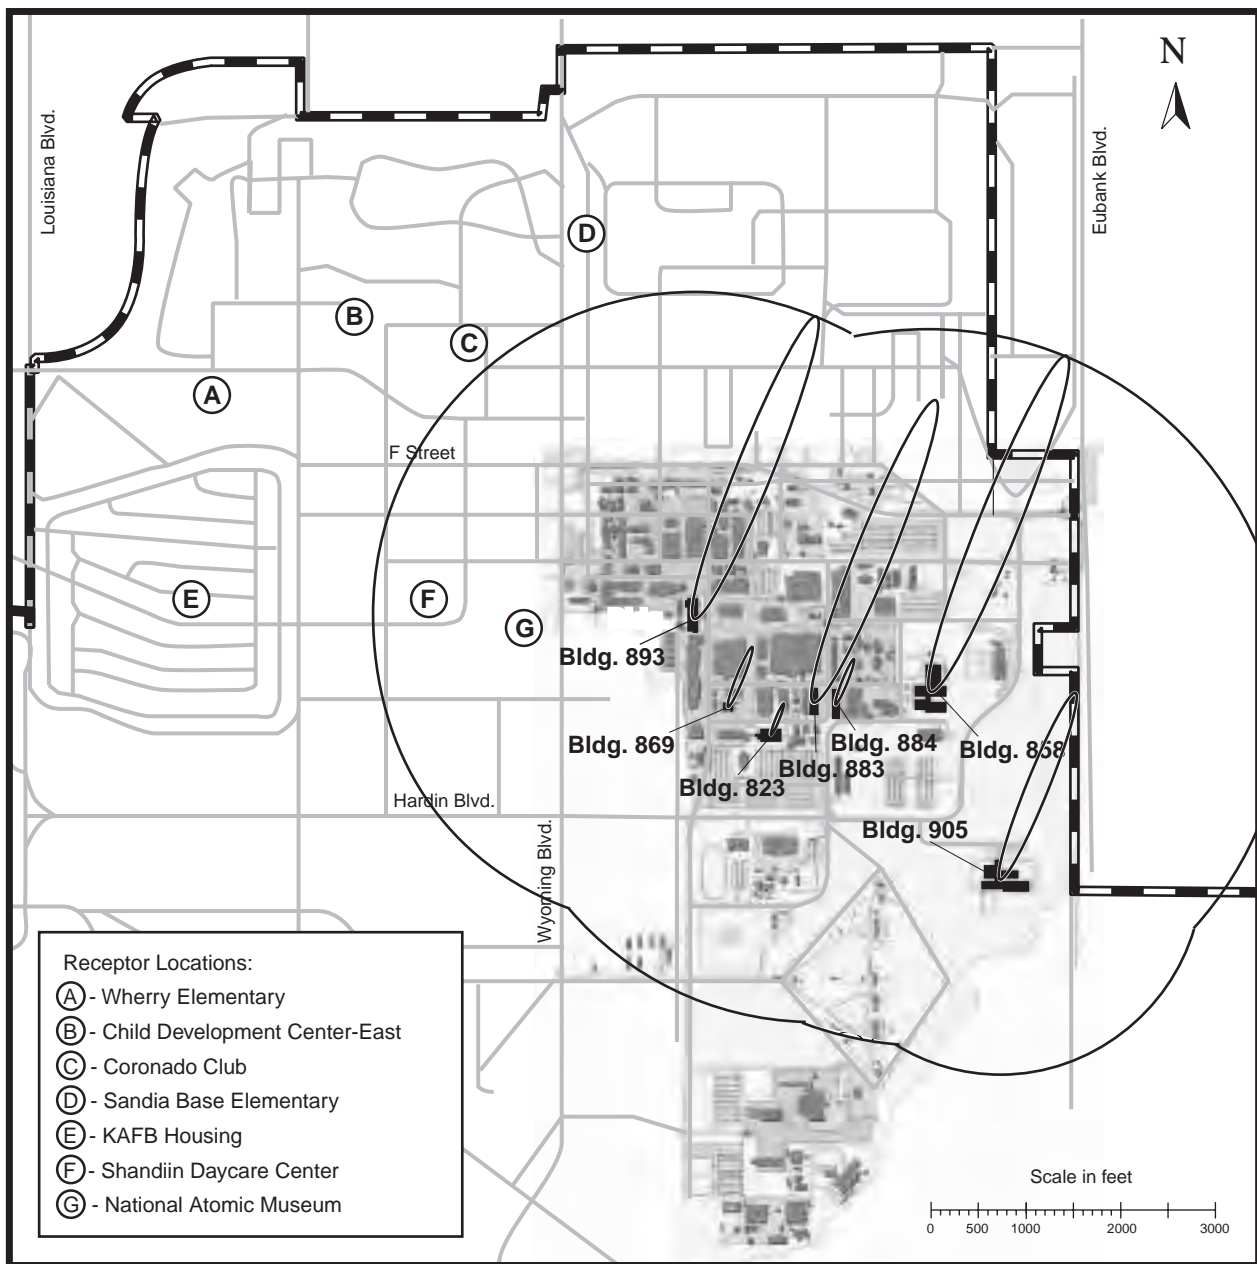 N
Louisiana Blvd.
Eubank Blvd.
D
B
C
A
F Street
E
F
G
Bldg. 893
Bldg. 869
Bldg. 884
Bldg. 858
Bldg. 883
Bldg. 823
Hardin Blvd.
Wyoming Blvd.
Bldg. 905
Receptor Locations:
A - Wherry Elementary
B - Child Development Center-East
C - Coronado Club
D - Sandia Base Elementary
E - KAFB Housing
F - Shandiin Daycare Center
G - National Atomic Museum
Scale in feet
0 500 1000 2000 3000